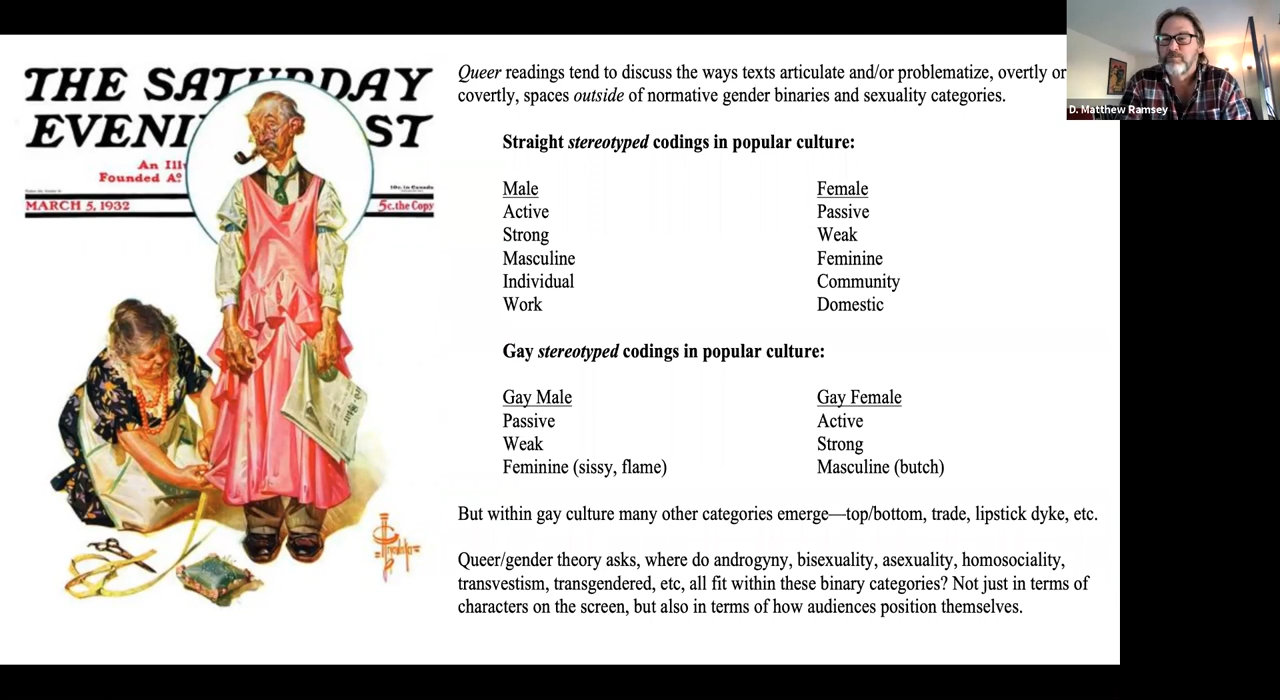 THE SATURDAY
EVENI ST
An Ill
Founded A.º
10c. in Canada
MARCH 5, 1932
5c. the Copy
Queer readings tend to discuss the ways texts articulate and/or problematize, overtly or
covertly, spaces outside of normative gender binaries and sexuality categories.
D. Matthew Ramsey
Straight stereotyped codings in popular culture:
Male Female
Active Passive
Strong Weak
Masculine Feminine
Individual Community
Work Domestic
Gay stereotyped codings in popular culture:
Gay Male Gay Female
Passive Active
Weak Strong
Feminine (sissy, flame) Masculine (butch)
But within gay culture many other categories emerge—top/bottom, trade, lipstick dyke, etc.
Queer/gender theory asks, where do androgyny, bisexuality, asexuality, homosociality,
transvestism, transgendered, etc, all fit within these binary categories? Not just in terms of
characters on the screen, but also in terms of how audiences position themselves.